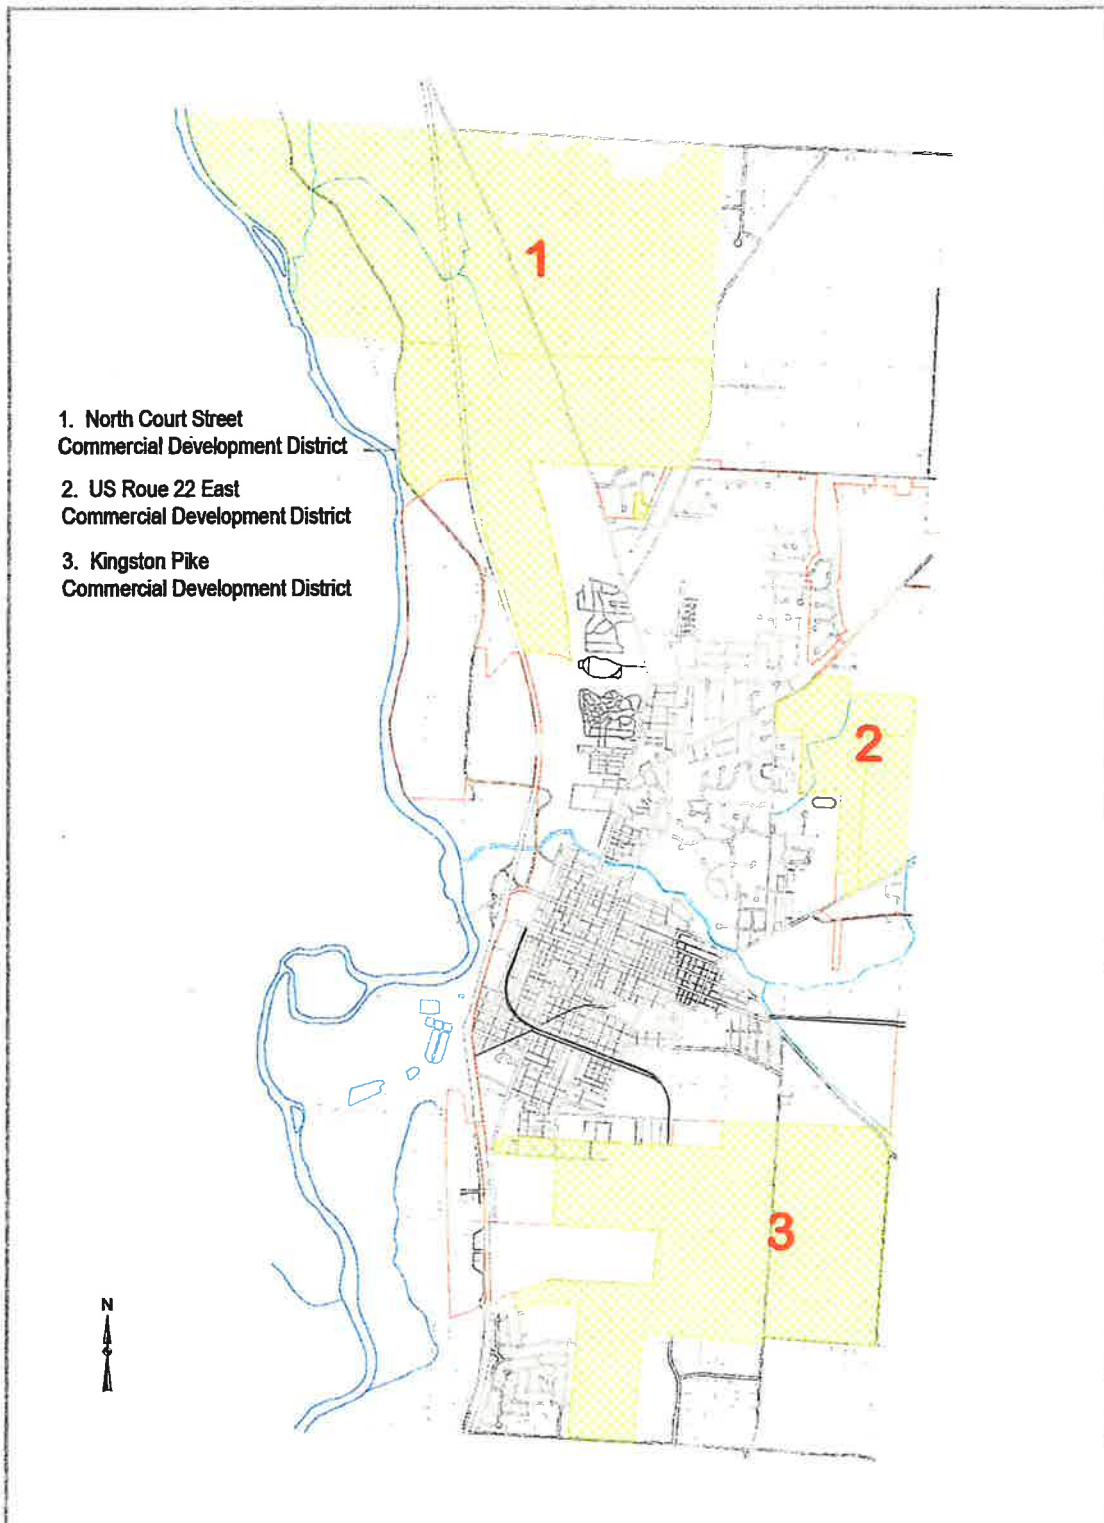 1. North Court Street
Commercial Development District
2. US Roue 22 East
Commercial Development District
3. Kingston Pike
Commercial Development District
1
2
3
N